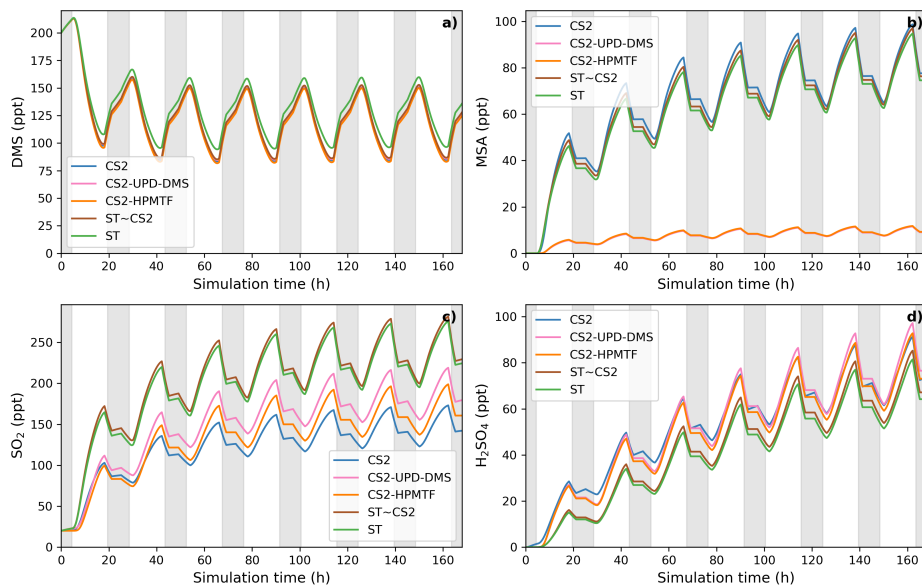 a)
DMS (ppt)
200
175
150
125
100
75
50
25
0
CS2
CS2-UPD-DMS
CS2-HPMTF
ST~CS2
ST
0 20 40 60 80 100 120 140 160
Simulation time (h)
b)
MSA (ppt)
100
80
60
40
20
0
CS2
CS2-UPD-DMS
CS2-HPMTF
ST~CS2
ST
0 20 40 60 80 100 120 140 160
Simulation time (h)
c)
SO₂ (ppt)
250
200
150
100
50
0
CS2
CS2-UPD-DMS
CS2-HPMTF
ST~CS2
ST
0 20 40 60 80 100 120 140 160
Simulation time (h)
d)
H₂SO₄ (ppt)
100
80
60
40
20
0
CS2
CS2-UPD-DMS
CS2-HPMTF
ST~CS2
ST
0 20 40 60 80 100 120 140 160
Simulation time (h)